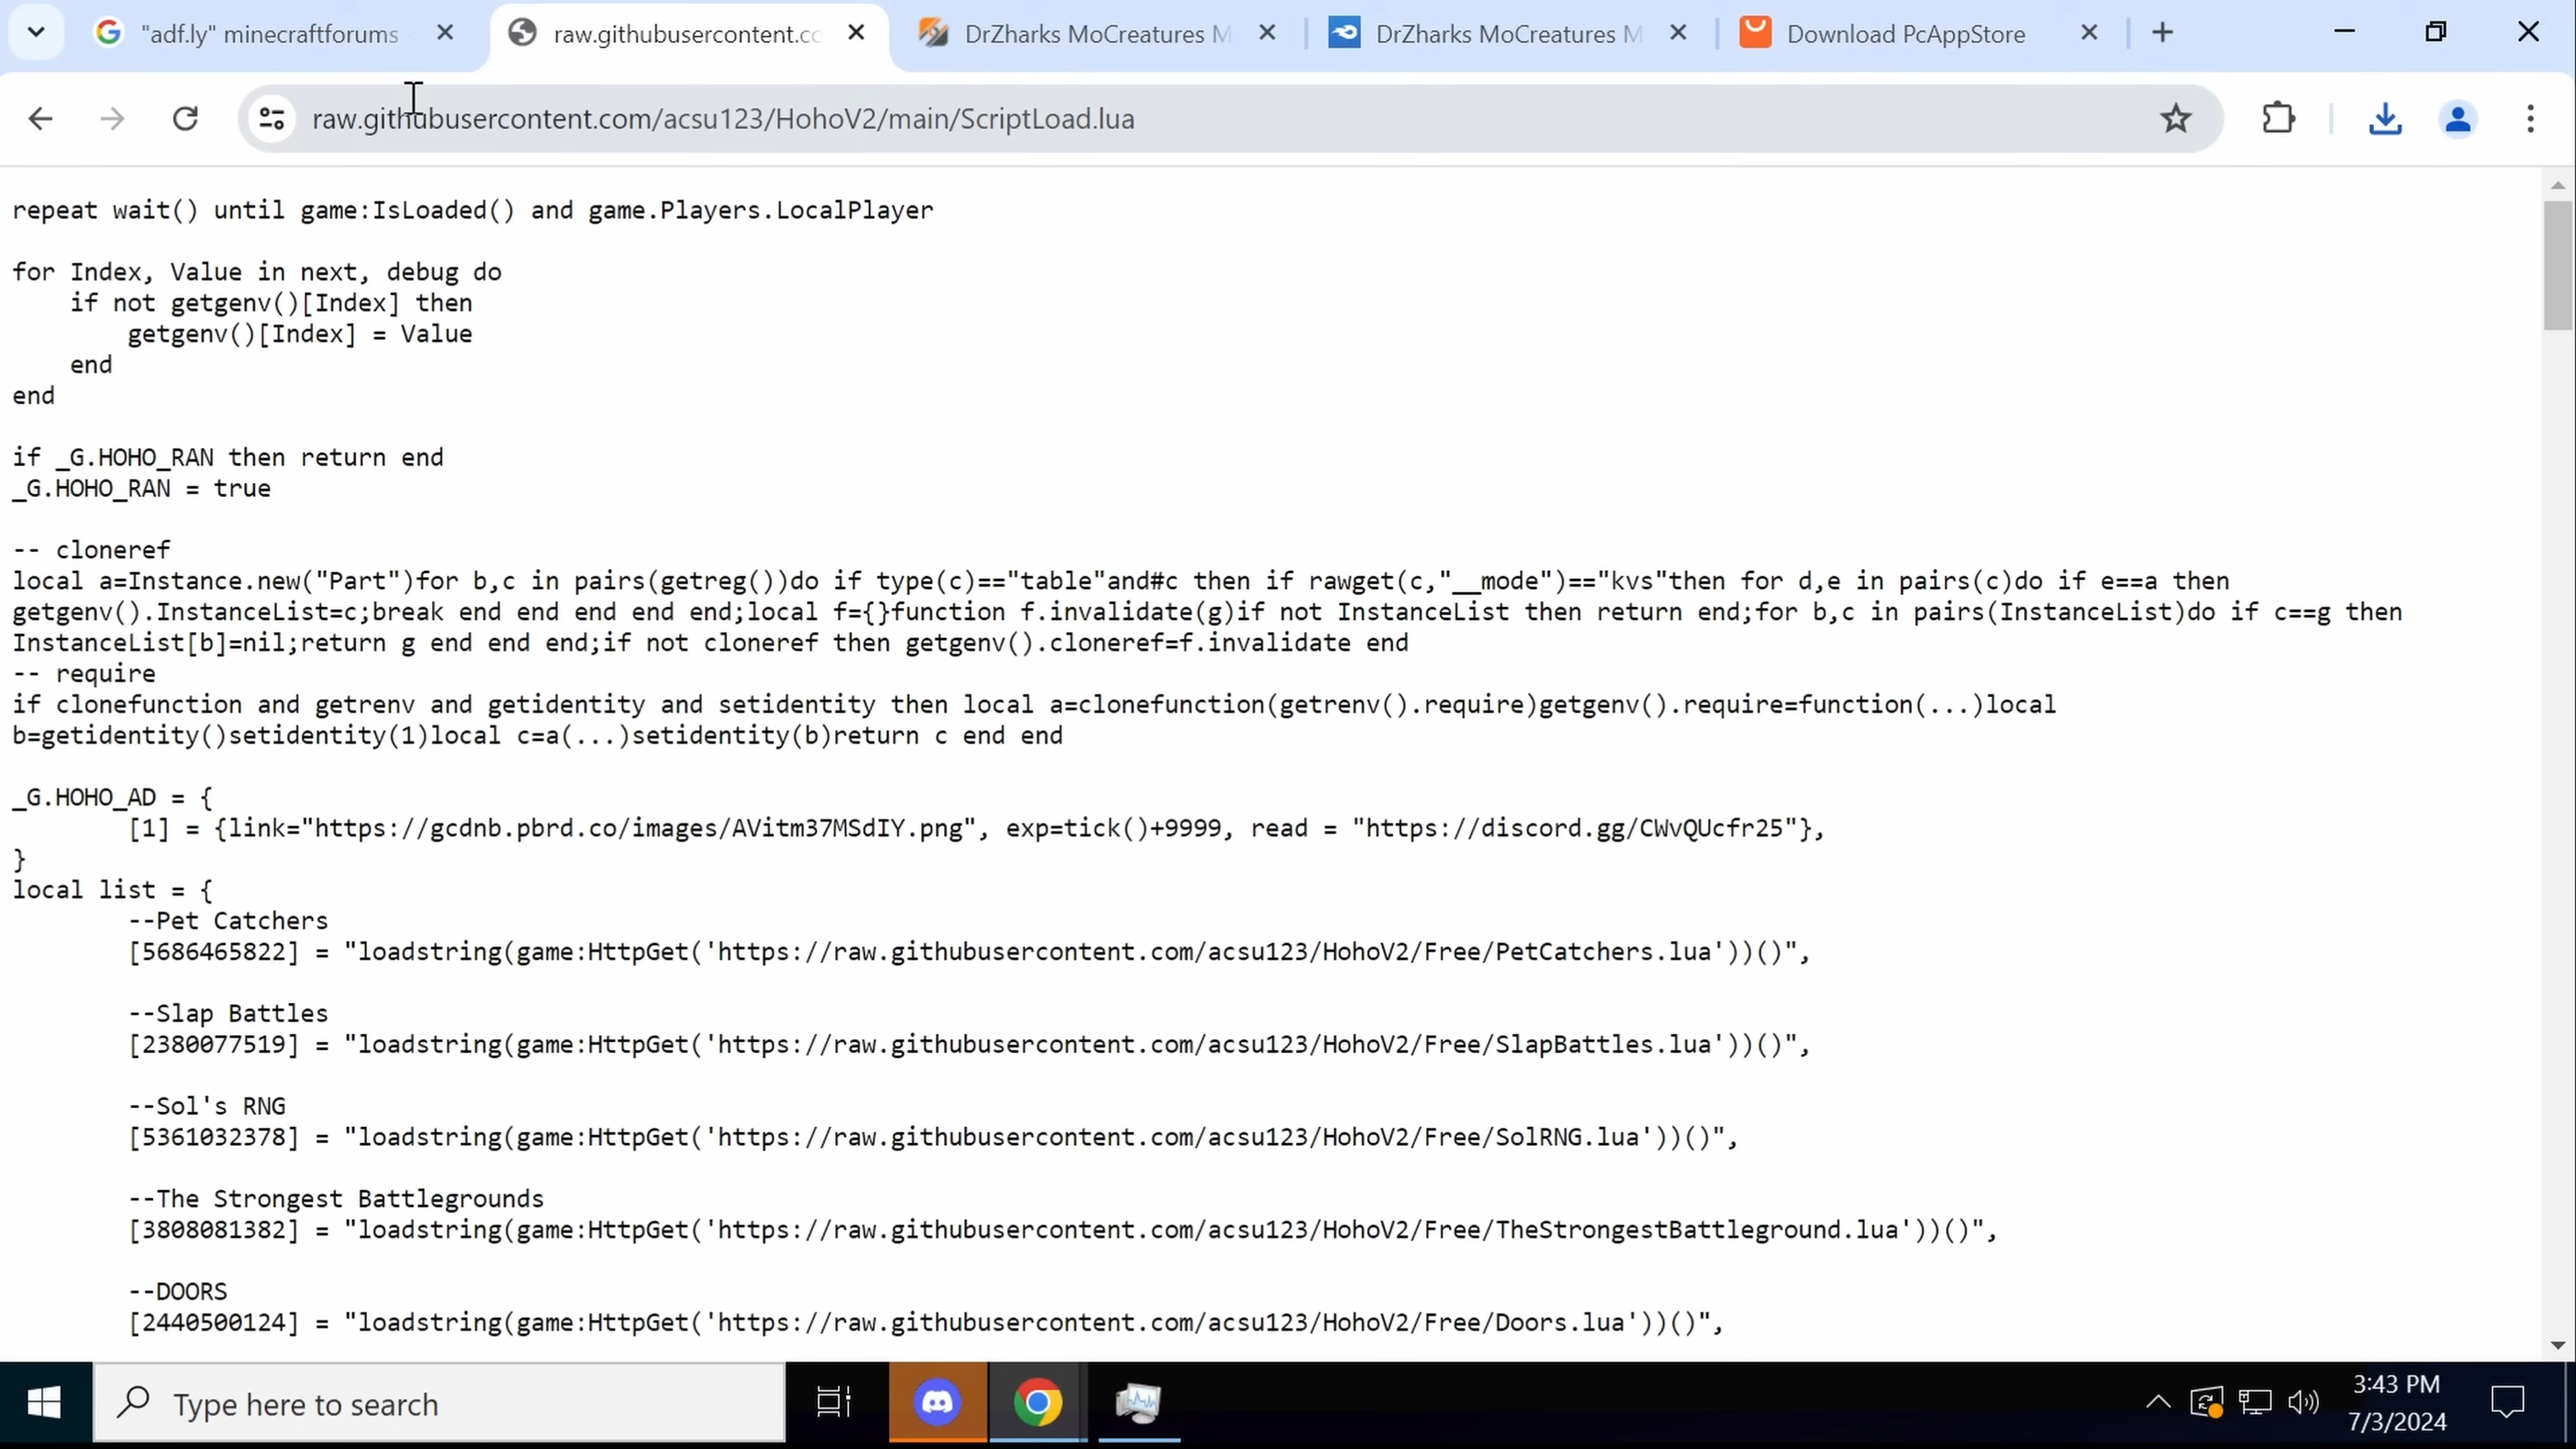 "adf.ly" minecraftforums
raw.githubusercontent.co
DrZharks MoCreatures M
DrZharks MoCreatures M
Download PcAppStore
raw.githubusercontent.com/acsu123/HohoV2/main/ScriptLoad.lua
repeat wait() until game:IsLoaded() and game.Players.LocalPlayer
for Index, Value in next, debug do
    if not getgenv()[Index] then
        getgenv()[Index] = Value
    end
end
if _G.HOHO_RAN then return end
_G.HOHO_RAN = true
-- cloneref
local a=Instance.new("Part")for b,c in pairs(getreg())do if type(c)=="table"and#c then if rawget(c,"__mode")=="kvs"then for d,e in pairs(c)do if e==a then
getgenv().InstanceList=c;break end end end end end;local f={}function f.invalidate(g)if not InstanceList then return end;for b,c in pairs(InstanceList)do if c==g then
InstanceList[b]=nil;return g end end end;if not cloneref then getgenv().cloneref=f.invalidate end
-- require
if clonefunction and getrenv and getidentity and setidentity then local a=clonefunction(getrenv().require)getgenv().require=function(...)local
b=getidentity()setidentity(1)local c=a(...)setidentity(b)return c end end
_G.HOHO_AD = {
        [1] = {link="https://gcdnb.pbrd.co/images/AVitm37MSdIY.png", exp=tick()+9999, read = "https://discord.gg/CWvQUcfr25"},
}
local list = {
        --Pet Catchers
        [5686465822] = "loadstring(game:HttpGet('https://raw.githubusercontent.com/acsu123/HohoV2/Free/PetCatchers.lua'))()",
        --Slap Battles
        [2380077519] = "loadstring(game:HttpGet('https://raw.githubusercontent.com/acsu123/HohoV2/Free/SlapBattles.lua'))()",
        --Sol's RNG
        [5361032378] = "loadstring(game:HttpGet('https://raw.githubusercontent.com/acsu123/HohoV2/Free/SolRNG.lua'))()",
        --The Strongest Battlegrounds
        [3808081382] = "loadstring(game:HttpGet('https://raw.githubusercontent.com/acsu123/HohoV2/Free/TheStrongestBattleground.lua'))()",
        --DOORS
        [2440500124] = "loadstring(game:HttpGet('https://raw.githubusercontent.com/acsu123/HohoV2/Free/Doors.lua'))()",
Type here to search
3:43 PM
7/3/2024